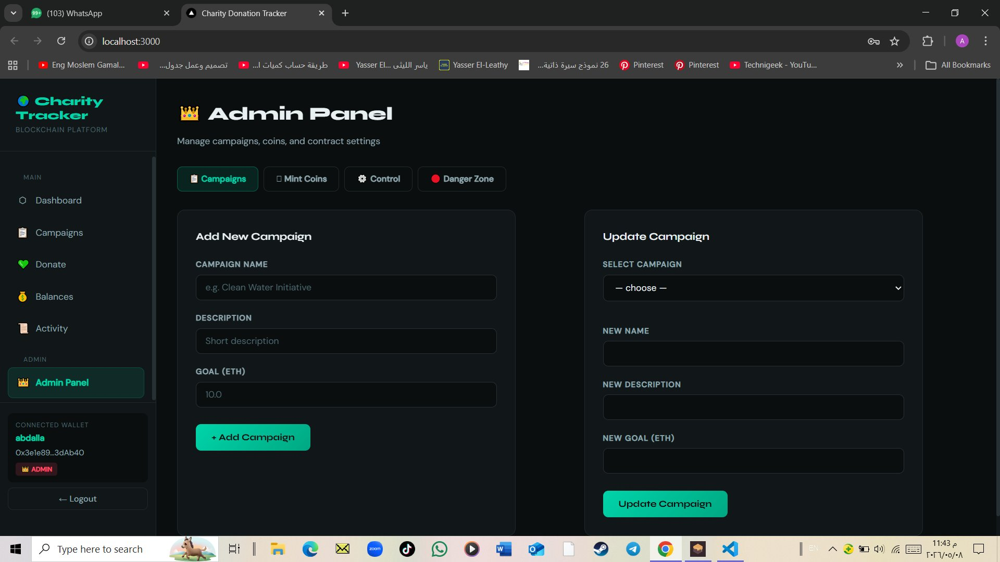 (103) WhatsApp
Charity Donation Tracker
localhost:3000
A
Eng Moslem Gamal...
تصميم وعمل جدول...
طريقة حساب كميات ا...
ياسر الليثى ...Yasser El
Yasser El-Leathy
26 نموذج سيرة ذاتية...
Pinterest
Pinterest
Technigeek - YouTu...
All Bookmarks
Charity
Tracker
BLOCKCHAIN PLATFORM
MAIN
Dashboard
Campaigns
Donate
Balances
Activity
ADMIN
Admin Panel
CONNECTED WALLET
abdalla
0x3e1e89...3dAb40
ADMIN
← Logout
Admin Panel
Manage campaigns, coins, and contract settings
Campaigns
Mint Coins
Control
Danger Zone
Add New Campaign
CAMPAIGN NAME
e.g. Clean Water Initiative
DESCRIPTION
Short description
GOAL (ETH)
10.0
+ Add Campaign
Update Campaign
SELECT CAMPAIGN
— choose —
NEW NAME
NEW DESCRIPTION
NEW GOAL (ETH)
Update Campaign
Type here to search
zoom
EN
11:43 م
٢٠٢٦/٠٥/٠٨